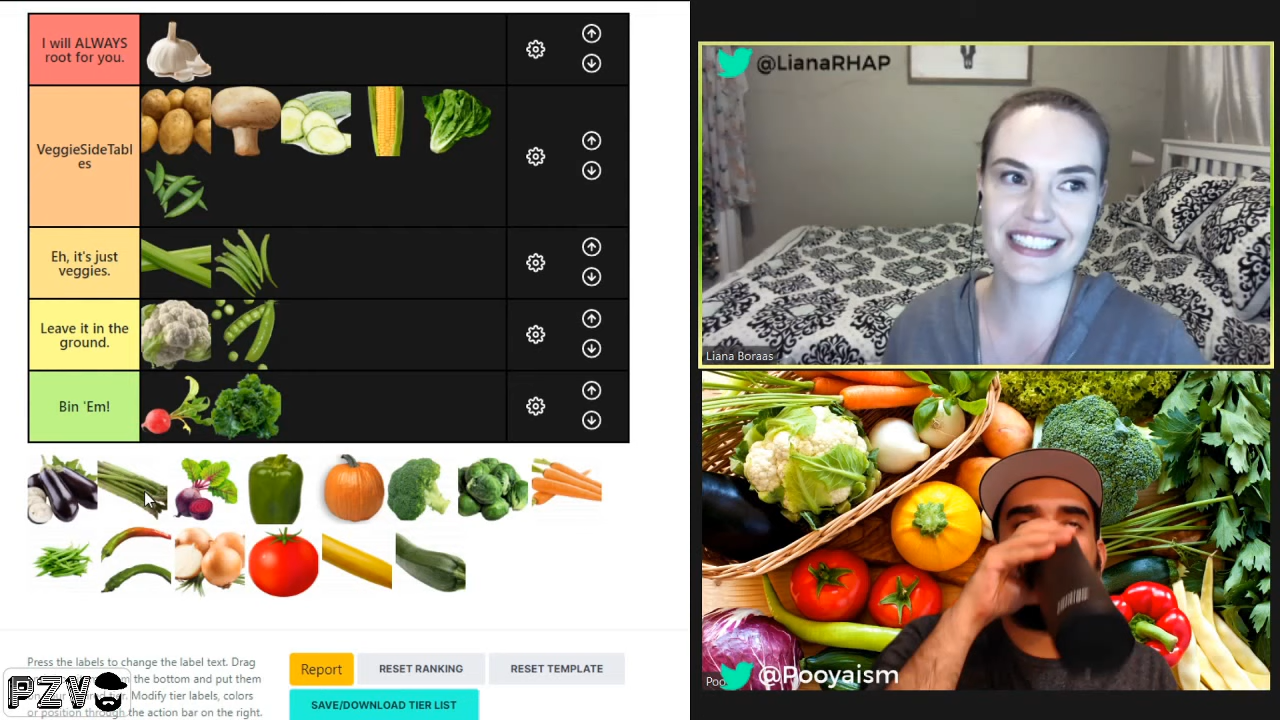 I will ALWAYS
root for you.
VeggieSideTabl
es
Eh, it's just
veggies.
Leave it in the
ground.
Bin 'Em!
Press the labels to change the label text. Drag
the bottom and put them
Modify tier labels, colors
or position through the action bar on the right.
Report
RESET RANKING
RESET TEMPLATE
SAVE/DOWNLOAD TIER LIST
PZV
@LianaRHAP
Liana Boraas
Poo
@Pooyaism